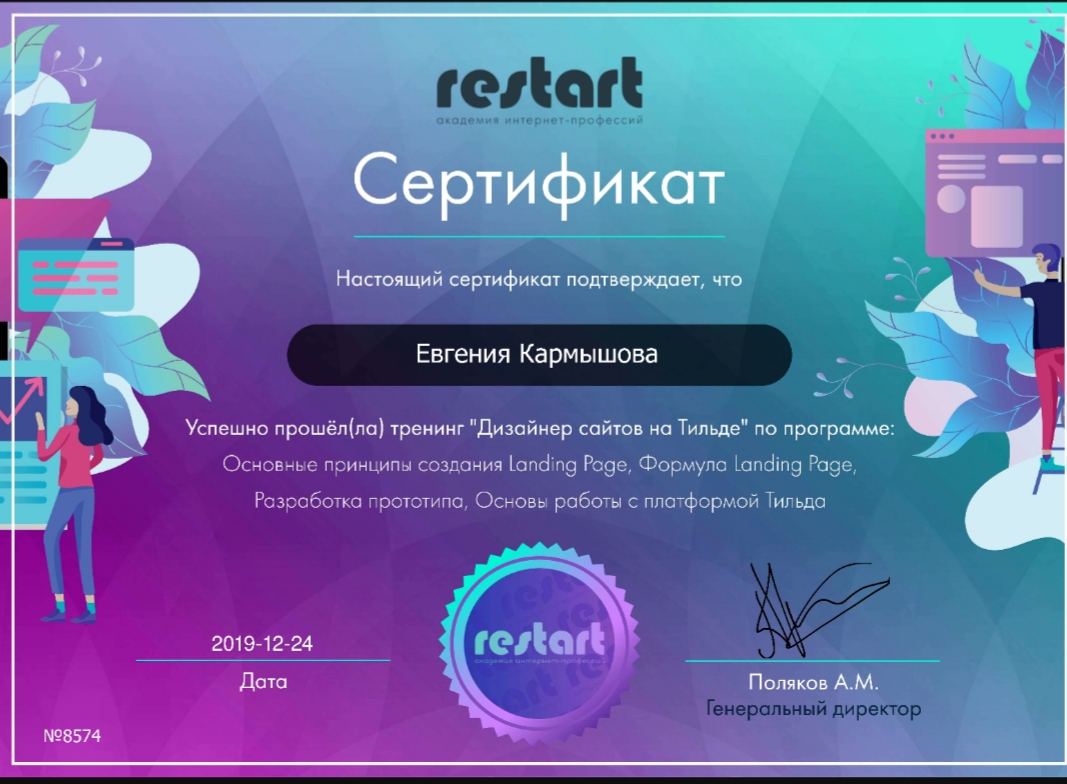 restart
академия интернет-профессий
Сертификат
Настоящий сертификат подтверждает, что
Евгения Кармышова
Успешно прошёл(ла) тренинг "Дизайнер сайтов на Тильде" по программе:
Основные принципы создания Landing Page, Формула Landing Page,
Разработка прототипа, Основы работы с платформой Тильда
restart
академия интернет-профессий
2019-12-24
Дата
Поляков А.М.
Генеральный директор
№8574